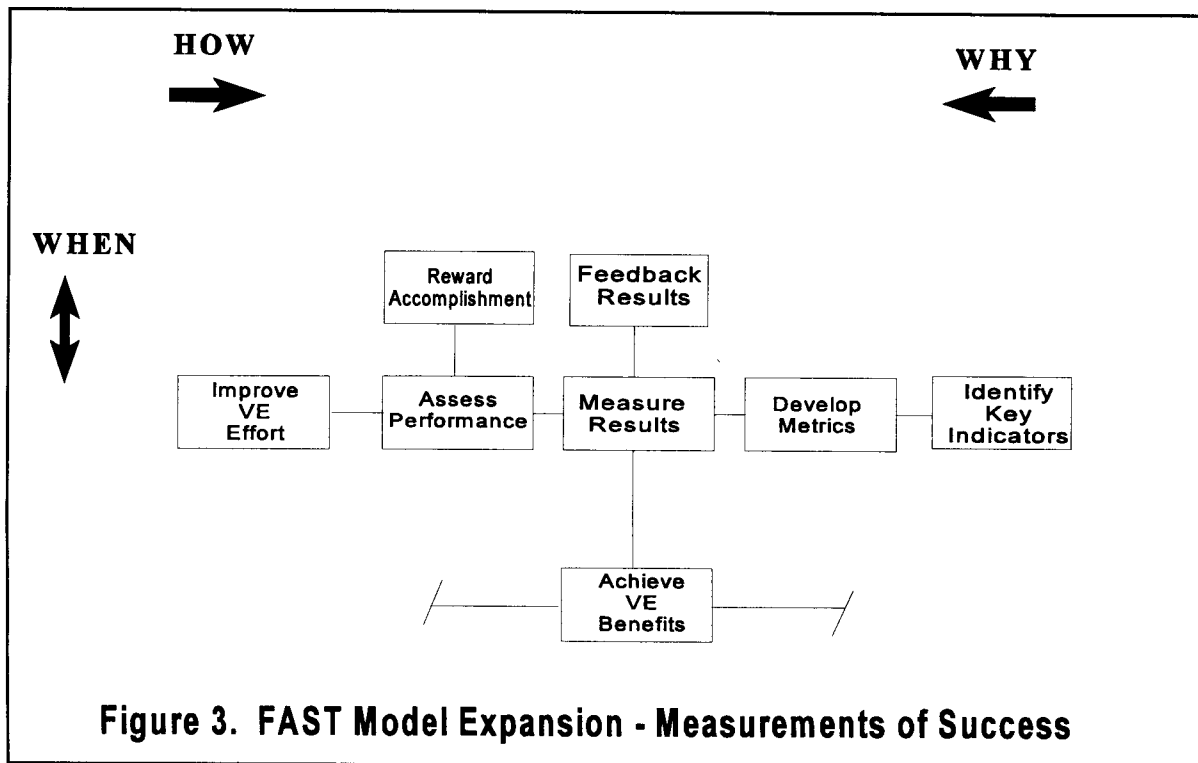 HOW
WHY
WHEN
Reward
Accomplishment
Feedback
Results
Improve
VE
Effort
Assess
Performance
Measure
Results
Develop
Metrics
Identify
Key
Indicators
Achieve
VE
Benefits
Figure 3. FAST Model Expansion - Measurements of Success